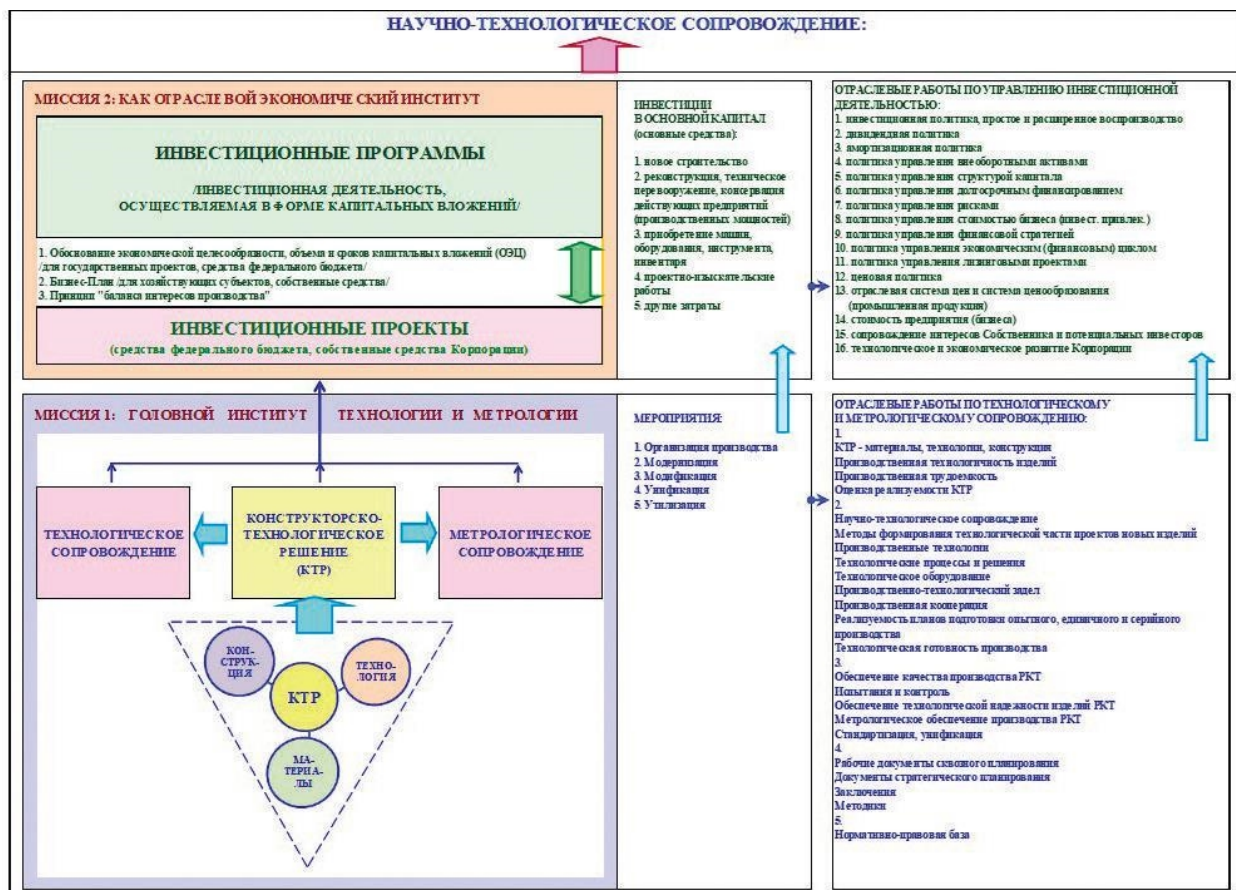 НАУЧНО-ТЕХНОЛОГИЧЕСКОЕ СОПРОВОЖДЕНИЕ:
МИССИЯ 2: КАК ОТРАСЛЕВОЙ ЭКОНОМИЧЕСКИЙ ИНСТИТУТ
ИНВЕСТИЦИОННЫЕ ПРОГРАММЫ
/ИНВЕСТИЦИОННАЯ ДЕЯТЕЛЬНОСТЬ,
ОСУЩЕСТВЛЯЕМАЯ В ФОРМЕ КАПИТАЛЬНЫХ ВЛОЖЕНИЙ/
1. Обоснование экономической целесообразности, объема и сроков капитальных вложений (ОЭЦ)
/для государственных проектов, средства федерального бюджета/
2. Бизнес-План /для хозяйствующих субъектов, собственные средства/
3. Принцип "баланса интересов производства"
ИНВЕСТИЦИОННЫЕ ПРОЕКТЫ
(средства федерального бюджета, собственные средства Корпорации)
ИНВЕСТИЦИИ
В ОСНОВНОЙ КАПИТАЛ
(основные средства):
1. новое строительство
2. реконструкция, техническое
перевооружение, консервация
действующих предприятий
(производственных мощностей)
3. приобретение машин,
оборудования, инструмента,
инвентаря
4. проектно-изыскательские
работы
5. другие затраты
ОТРАСЛЕВЫЕ РАБОТЫ ПО УПРАВЛЕНИЮ ИНВЕСТИЦИОННОЙ
ДЕЯТЕЛЬНОСТЬЮ:
1. инвестиционная политика, простое и расширенное воспроизводство
2. дивидендная политика
3. амортизационная политика
4. политика управления внеоборотными активами
5. политика управления структурой капитала
6. политика управления долгосрочным финансированием
7. политика управления рисками
8. политика управления стоимостью бизнеса (инвест. привлек.)
9. политика управления финансовой стратегией
10. политика управления экономическим (финансовым) циклом
11. политика управления лизинговыми проектами
12. ценовая политика
13. отраслевая система цен и система ценообразования
(промышленная продукция)
14. стоимость предприятия (бизнеса)
15. сопровождение интересов Собственника и потенциальных инвесторов
16. технологическое и экономическое развитие Корпорации
МИССИЯ 1: ГОЛОВНОЙ ИНСТИТУТ ТЕХНОЛОГИИ И МЕТРОЛОГИИ
ТЕХНОЛОГИЧЕСКОЕ
СОПРОВОЖДЕНИЕ
КОНСТРУКТОРСКО-
ТЕХНОЛОГИЧЕСКОЕ
РЕШЕНИЕ
(КТР)
МЕТРОЛОГИЧЕСКОЕ
СОПРОВОЖДЕНИЕ
КОН-
СТРУК-
ЦИЯ
ТЕХНО-
ЛОГИЯ
КТР
МА-
ТЕРИА-
ЛЫ
МЕРОПРИЯТИЯ:
1. Организация производства
2. Модернизация
3. Модификация
4. Унификация
5. Утилизация
ОТРАСЛЕВЫЕ РАБОТЫ ПО ТЕХНОЛОГИЧЕСКОМУ
И МЕТРОЛОГИЧЕСКОМУ СОПРОВОЖДЕНИЮ:
1.
КТР - материалы, технологии, конструкция
Производственная технологичность изделий
Производственная трудоемкость
Оценка реализуемости КТР
2.
Научно-технологическое сопровождение
Методы формирования технологической части проектов новых изделий
Производственные технологии
Технологические процессы и решения
Технологическое оборудование
Производственно-технологический задел
Производственная кооперация
Реализуемость планов подготовки опытного, единичного и серийного
производства
Технологическая готовность производства
3.
Обеспечение качества производства РКТ
Испытания и контроль
Обеспечение технологической надежности изделий РКТ
Метрологическое обеспечение производства РКТ
Стандартизация, унификация
4.
Рабочие документы сквозного планирования
Документы стратегического планирования
Заключения
Методики
5.
Нормативно-правовая база